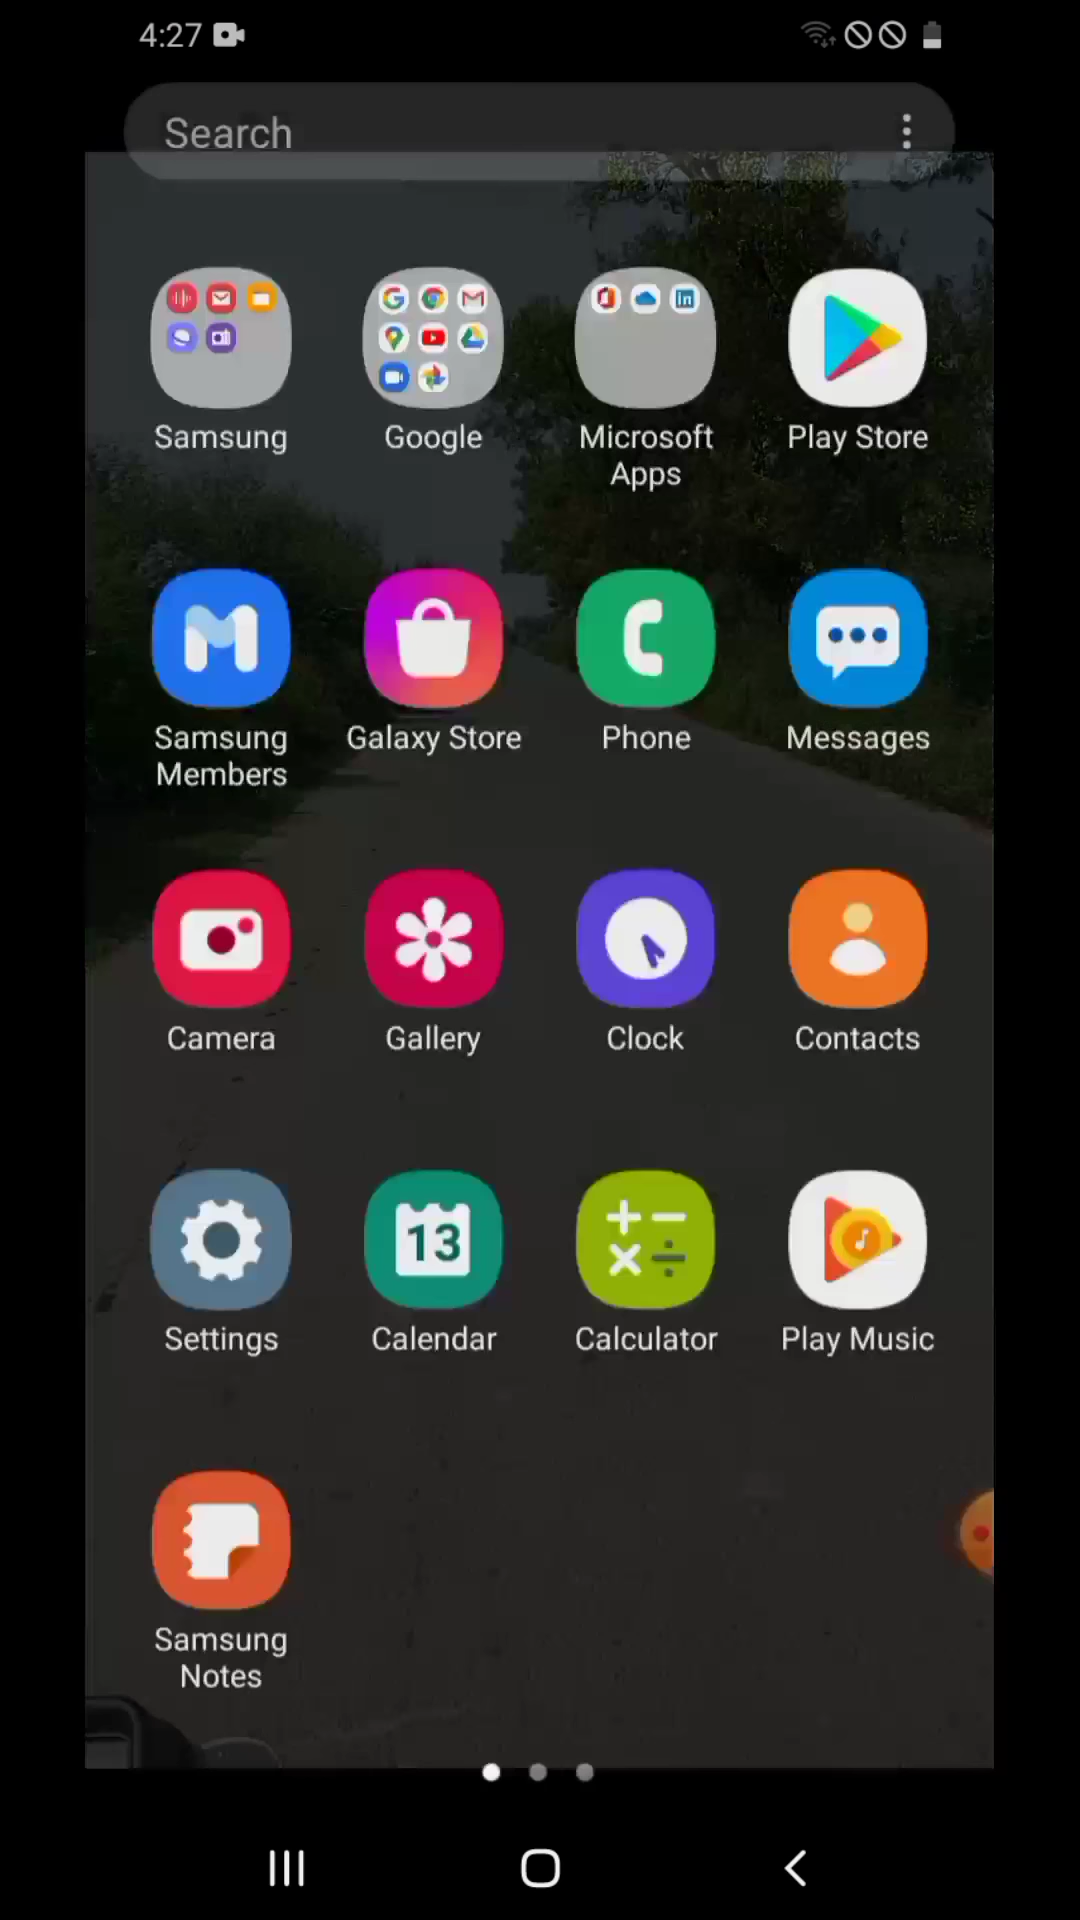 4:27
Search
Samsung
Google
Microsoft
Apps
Play Store
Samsung
Members
Galaxy Store
Phone
Messages
Camera
Gallery
Clock
Contacts
Settings
13
Calendar
Calculator
Play Music
Samsung
Notes